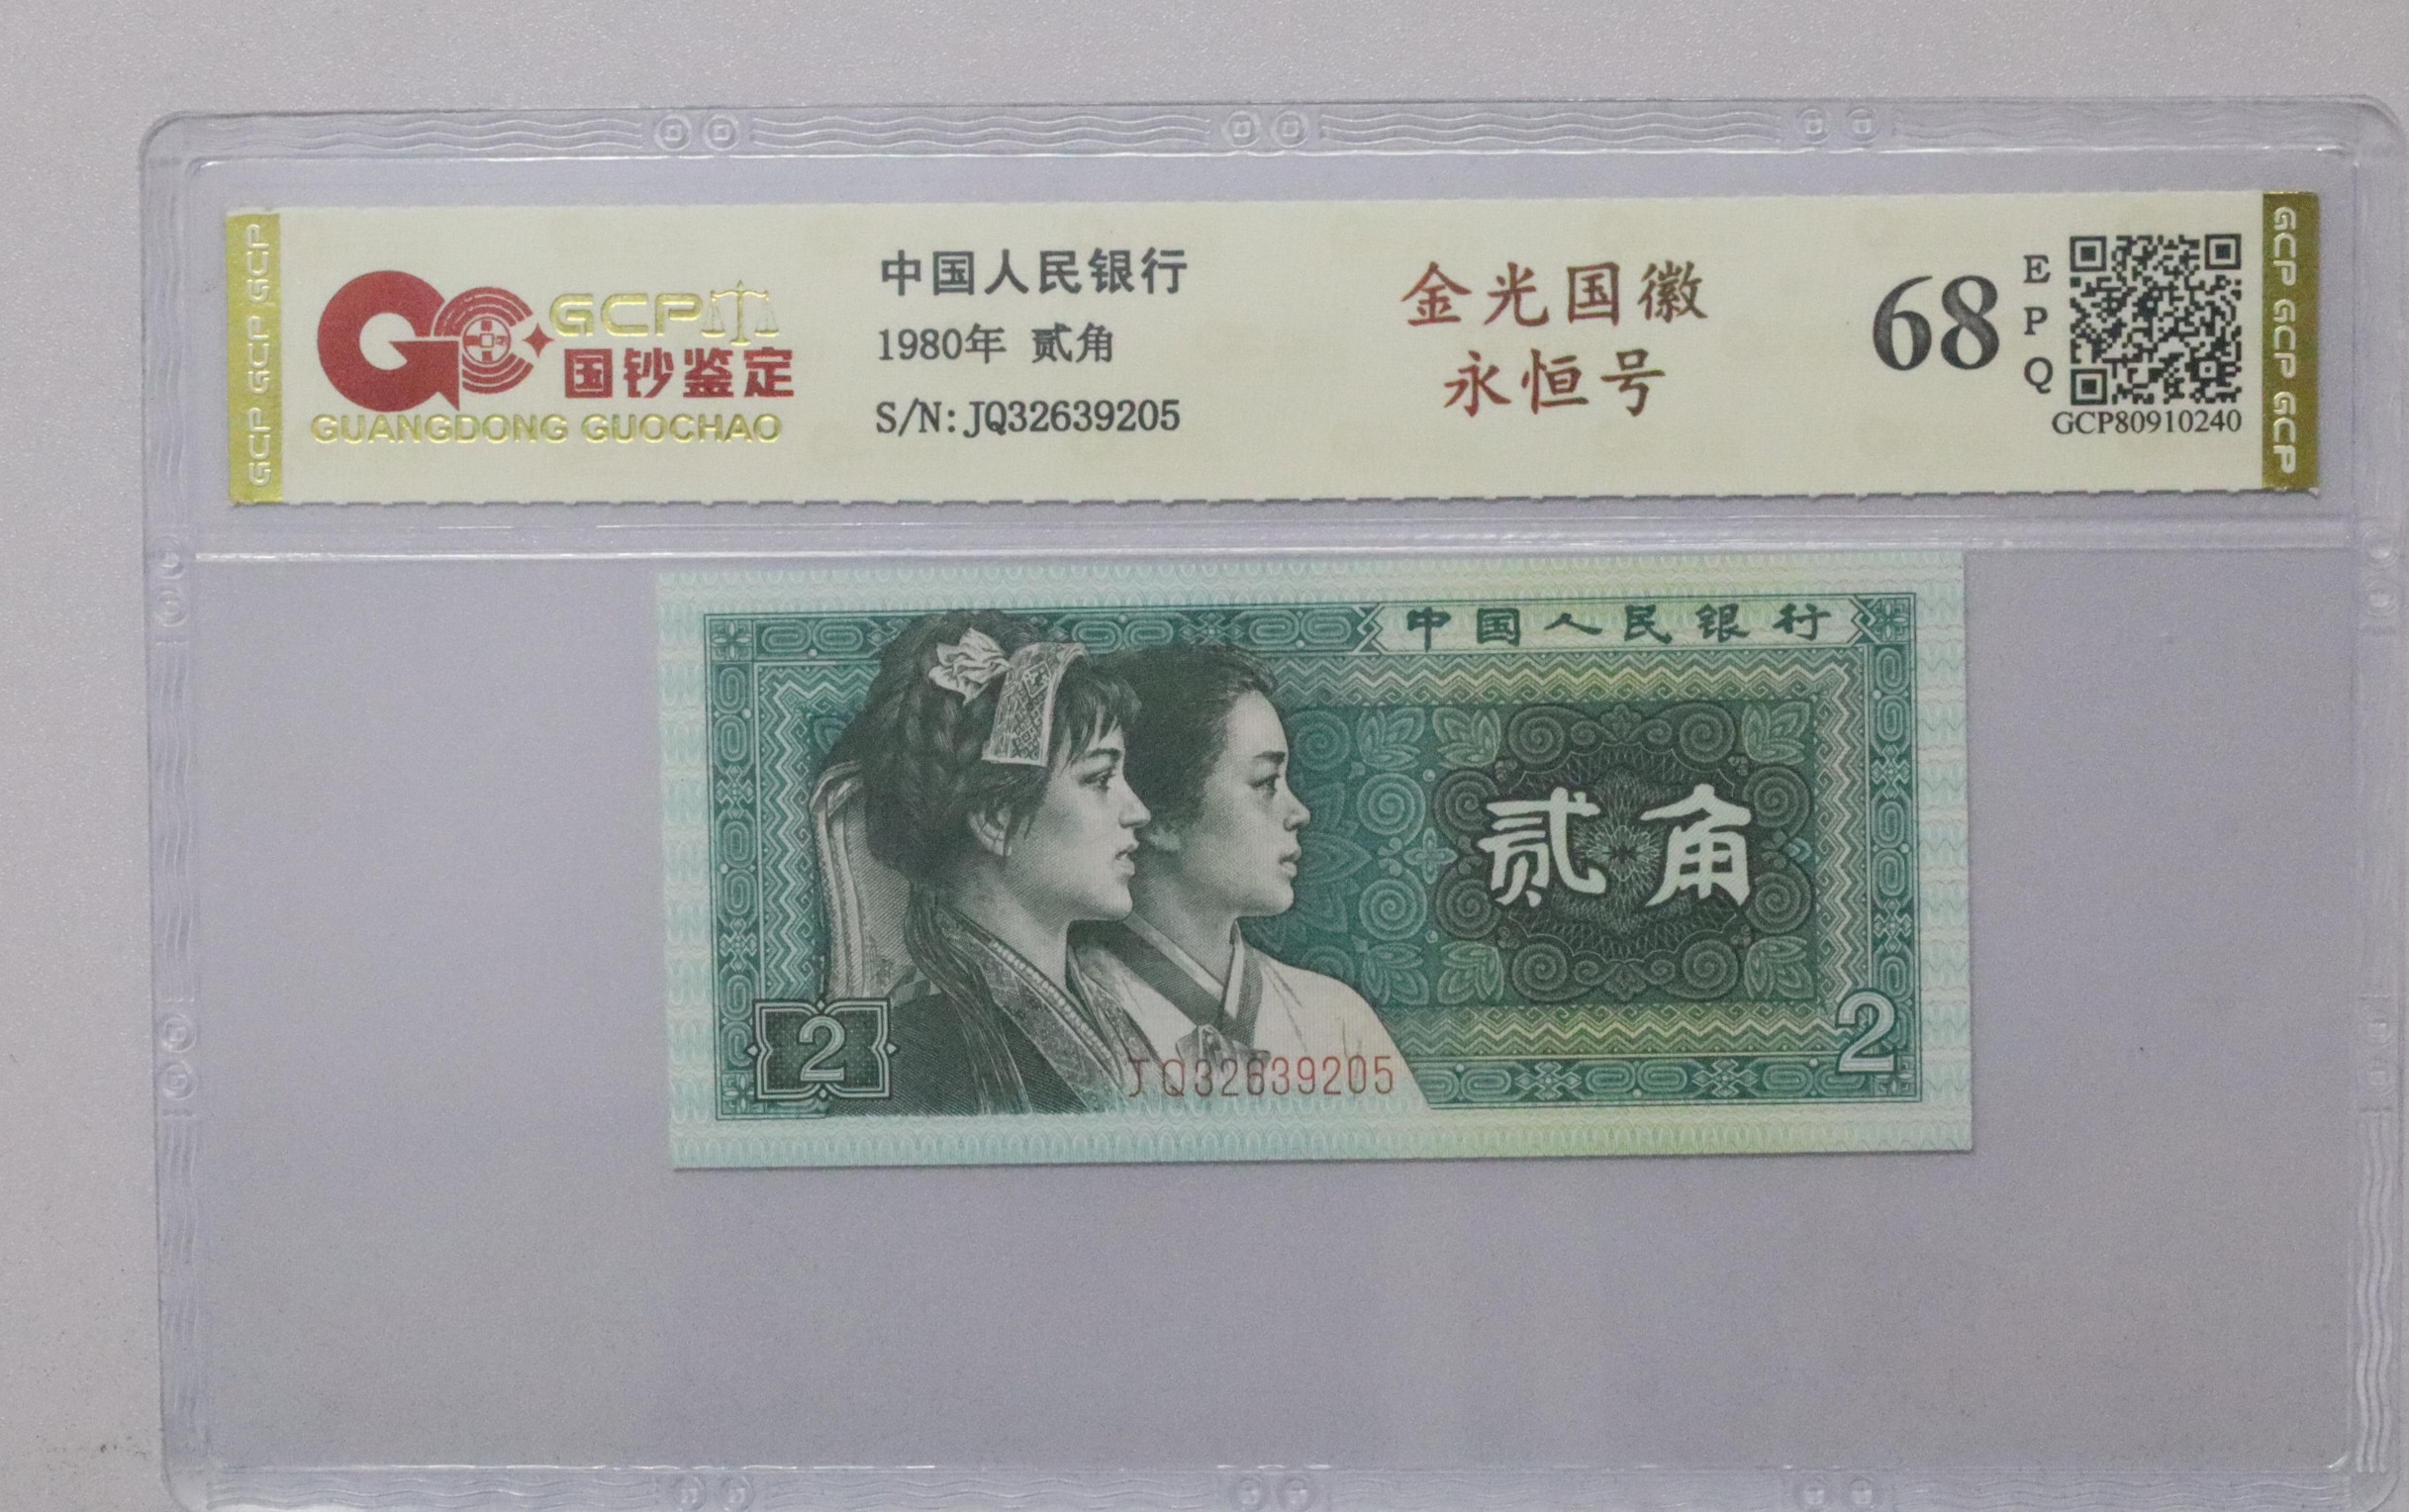 GCP GCP GCP
GCP
国钞鉴定
GUANGDONG GUOCHAO
中国人民银行
1980年 贰角
S/N: JQ32639205
金光国徽
永恒号
68
E
P
Q
GCP80910240
GCP GCP GCP
中国人民银行
贰角
2
2
JQ32639205